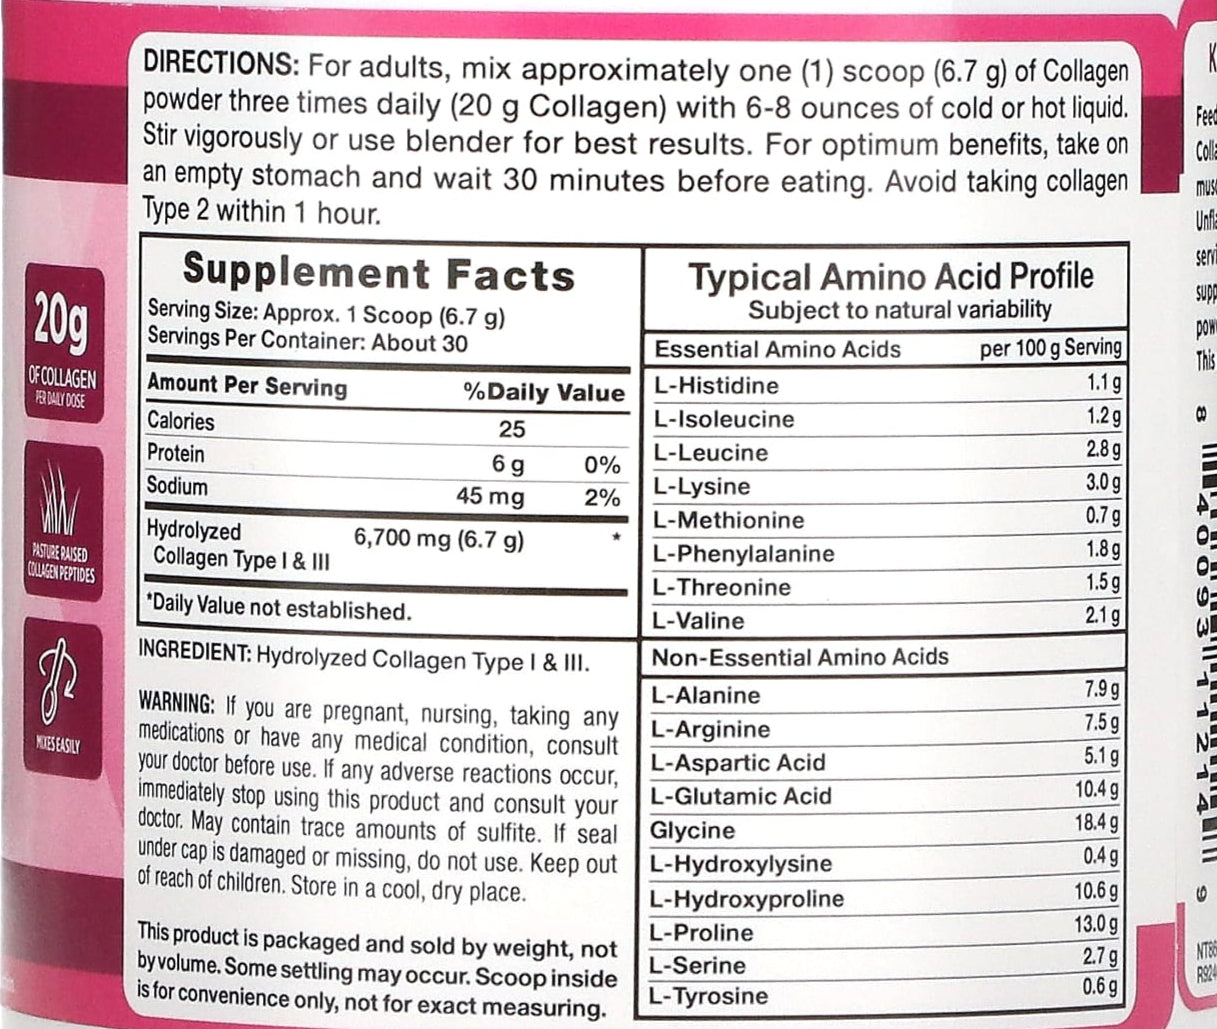 DIRECTIONS: For adults, mix approximately one (1) scoop (6.7 g) of Collagen
powder three times daily (20 g Collagen) with 6-8 ounces of cold or hot liquid.
Stir vigorously or use blender for best results. For optimum benefits, take on
an empty stomach and wait 30 minutes before eating. Avoid taking collagen
Type 2 within 1 hour.
20g
OF COLLAGEN
PER DAILY DOSE
PASTURE RAISED
COLLAGEN PEPTIDES
MIXES EASILY
Supplement Facts
Serving Size: Approx. 1 Scoop (6.7 g)
Servings Per Container: About 30
Amount Per Serving %Daily Value
Calories 25
Protein 6 g 0%
Sodium 45 mg 2%
Hydrolyzed 6,700 mg (6.7 g) *
Collagen Type I & III
*Daily Value not established.
INGREDIENT: Hydrolyzed Collagen Type I & III.
WARNING: If you are pregnant, nursing, taking any
medications or have any medical condition, consult
your doctor before use. If any adverse reactions occur,
immediately stop using this product and consult your
doctor. May contain trace amounts of sulfite. If seal
under cap is damaged or missing, do not use. Keep out
of reach of children. Store in a cool, dry place.
This product is packaged and sold by weight, not
by volume. Some settling may occur. Scoop inside
is for convenience only, not for exact measuring.
Typical Amino Acid Profile
Subject to natural variability
Essential Amino Acids per 100 g Serving
L-Histidine 1.1 g
L-Isoleucine 1.2 g
L-Leucine 2.8 g
L-Lysine 3.0 g
L-Methionine 0.7 g
L-Phenylalanine 1.8 g
L-Threonine 1.5 g
L-Valine 2.1 g
Non-Essential Amino Acids
L-Alanine 7.9 g
L-Arginine 7.5 g
L-Aspartic Acid 5.1 g
L-Glutamic Acid 10.4 g
Glycine 18.4 g
L-Hydroxylysine 0.4 g
L-Hydroxyproline 10.6 g
L-Proline 13.0 g
L-Serine 2.7 g
L-Tyrosine 0.6 g
This
8 40093 11214 9